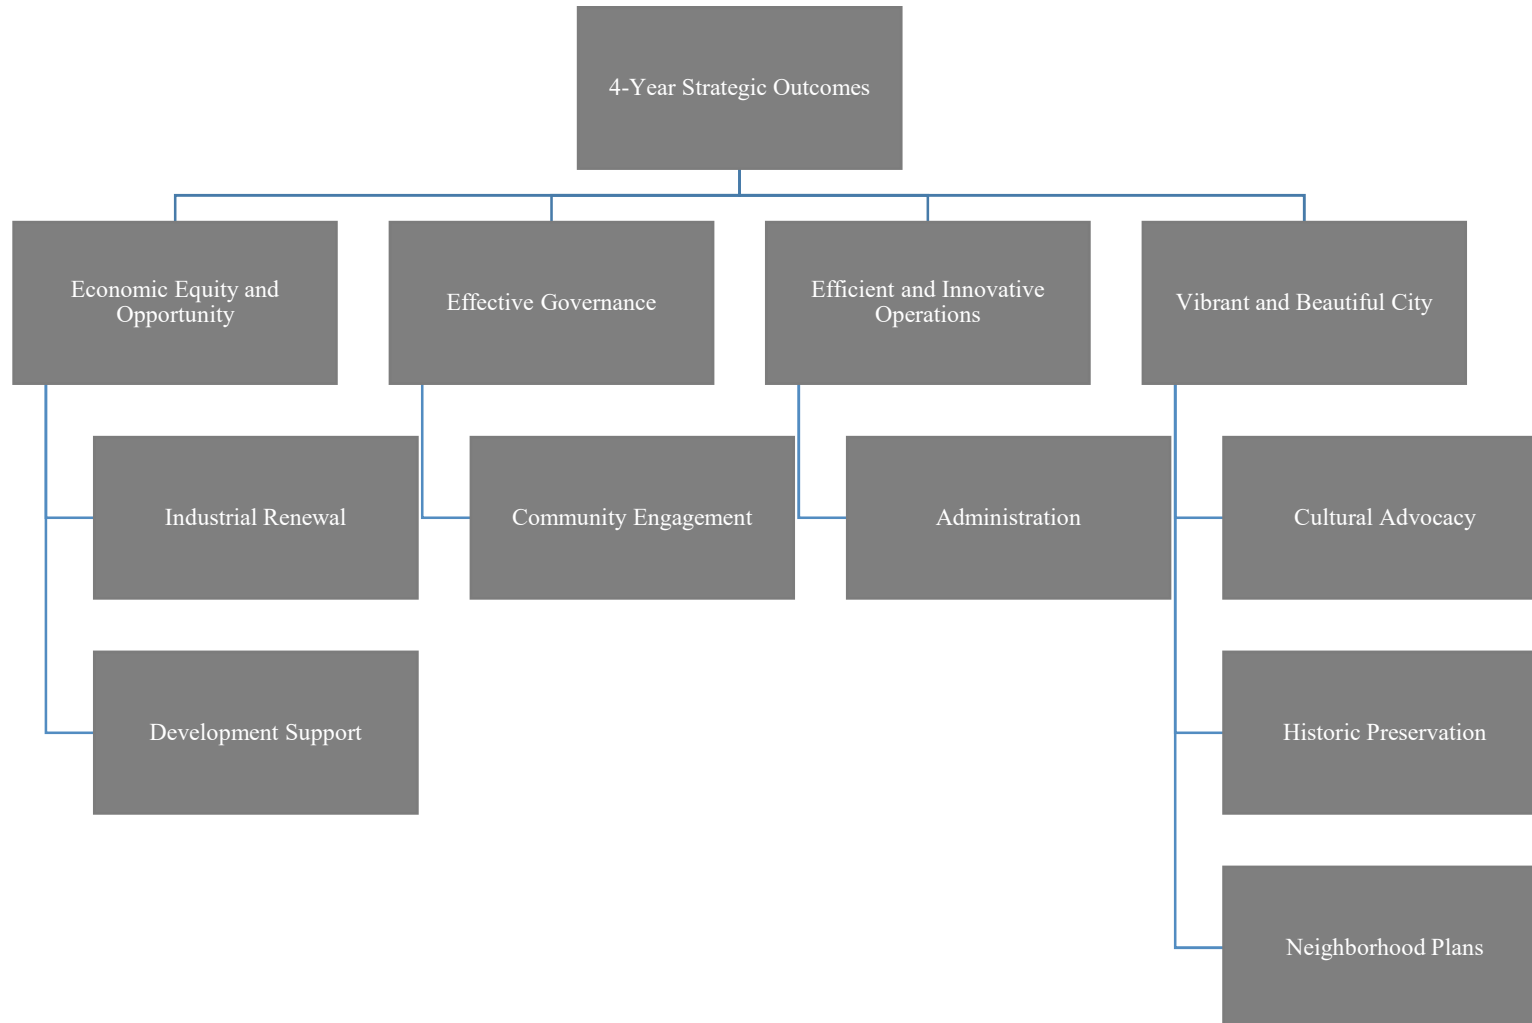 4-Year Strategic Outcomes
Economic Equity and
Opportunity
Effective Governance
Efficient and Innovative
Operations
Vibrant and Beautiful City
Industrial Renewal
Community Engagement
Administration
Cultural Advocacy
Development Support
Historic Preservation
Neighborhood Plans